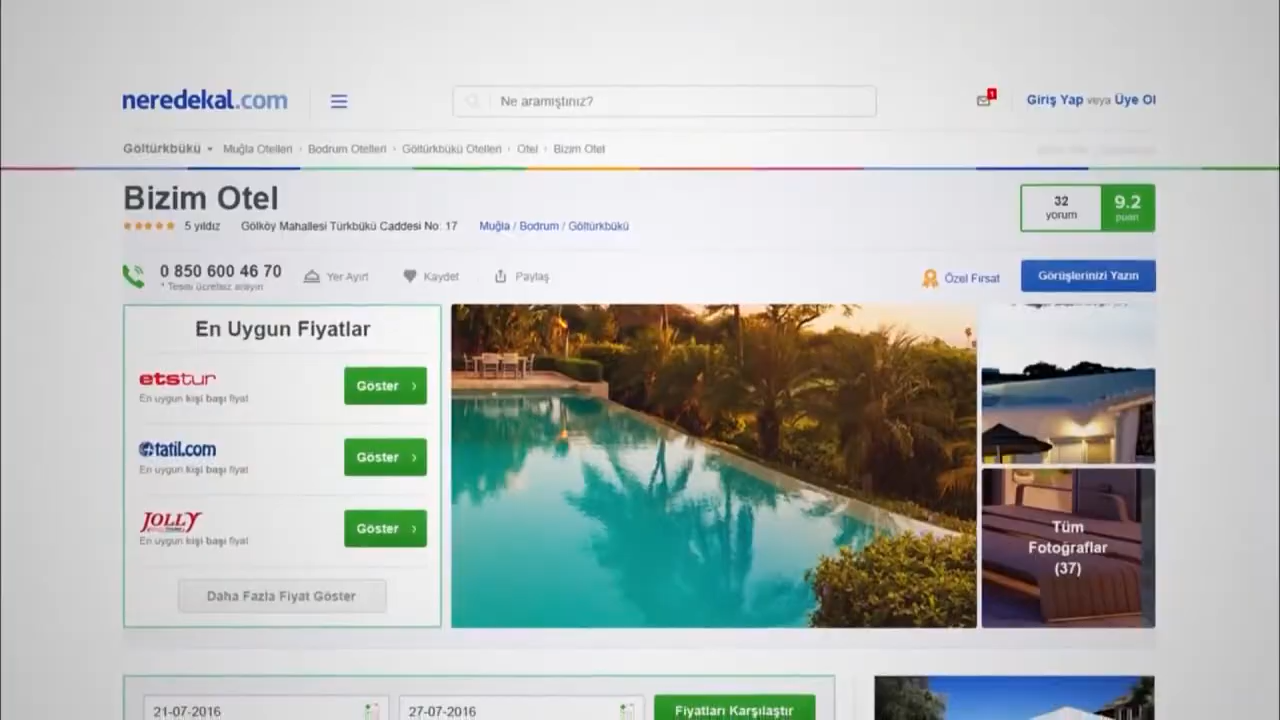 neredekal.com
Ne aramıştınız?
1
Giriş Yap veya Üye Ol
Göltürkbükü
Muğla Otelleri
Bodrum Otelleri
Göltürkbükü Otelleri
Otel
Bizim Otel
Bizim Otel
5 yıldız
Gölköy Mahallesi Türkbükü Caddesi No: 17
Muğla / Bodrum / Göltürkbükü
32
yorum
9.2
puan
0 850 600 46 70
* Tesisi ücretsiz arayın
Yer Ayırt
Kaydet
Paylaş
Özel Fırsat
Görüşlerinizi Yazın
En Uygun Fiyatlar
etstur
En uygun kişi başı fiyat
Göster
tatil.com
En uygun kişi başı fiyat
Göster
JOLLY
En uygun kişi başı fiyat
Göster
Daha Fazla Fiyat Göster
Tüm
Fotoğraflar
(37)
21-07-2016
27-07-2016
Fiyatları Karşılaştır